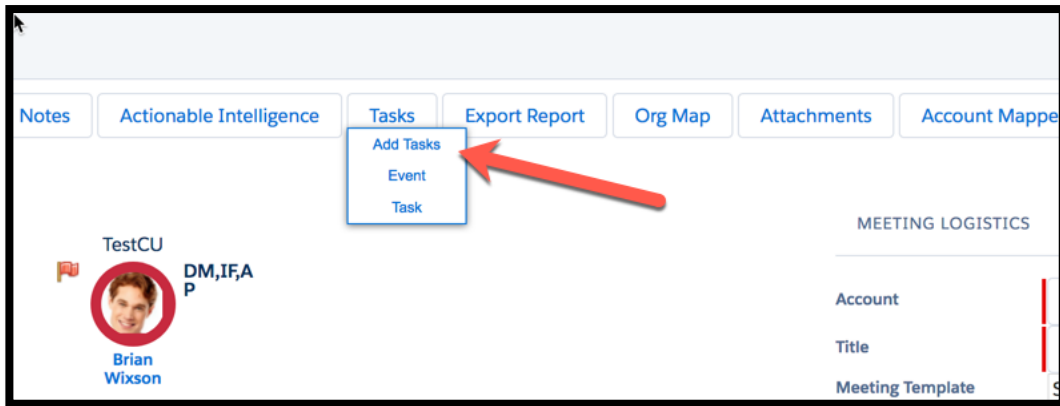 Notes Actionable Intelligence Tasks Export Report Org Map Attachments Account Mappe
Add Tasks
Event
Task
TestCU
DM,IF,A
P
Brian
Wixson
MEETING LOGISTICS
Account
Title
Meeting Template